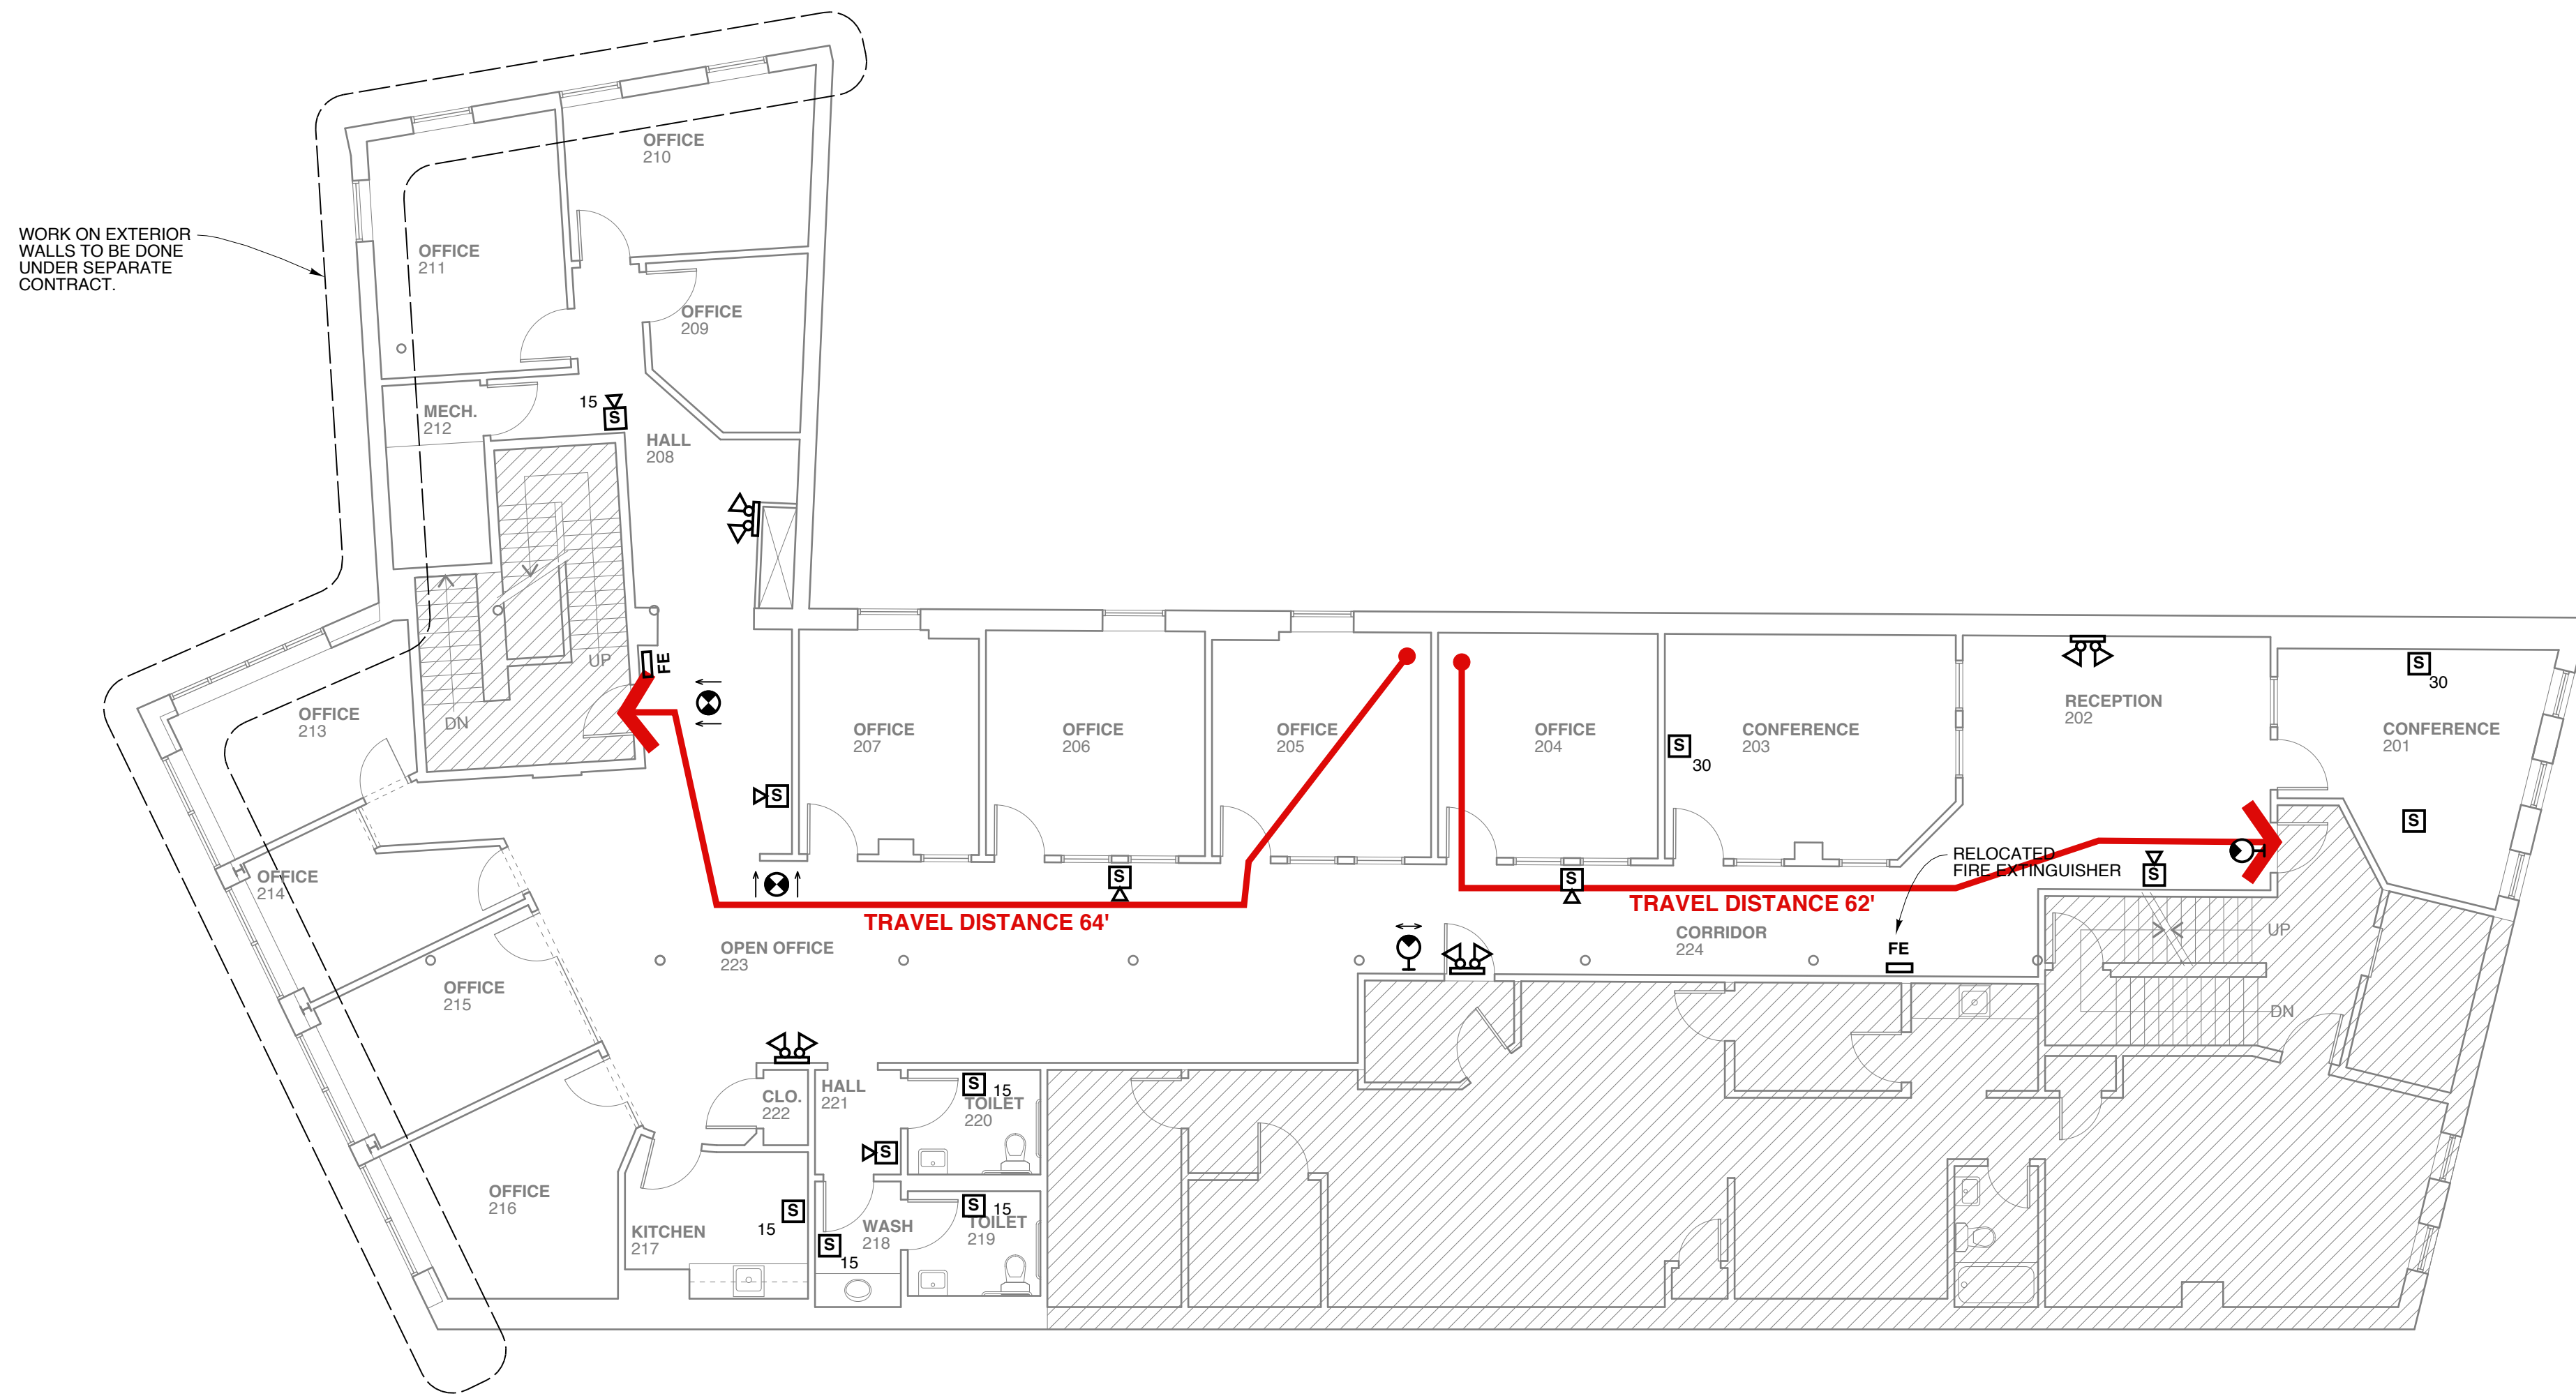 OFFICE
210
WORK ON EXTERIOR
WALLS TO BE DONE
UNDER SEPARATE
CONTRACT.
OFFICE
211
OFFICE
209
MECH.
212
15
S
HALL
208
UP
FE
DN
OFFICE
213
OFFICE
207
OFFICE
206
OFFICE
205
OFFICE
204
CONFERENCE
203
S
30
RECEPTION
202
S
30
CONFERENCE
201
S
S
S
S
S
RELOCATED
FIRE EXTINGUISHER
OFFICE
214
TRAVEL DISTANCE 64'
TRAVEL DISTANCE 62'
OPEN OFFICE
223
CORRIDOR
224
FE
UP
DN
OFFICE
215
OFFICE
216
CLO.
222
HALL
221
S
15
TOILET
220
S
KITCHEN
217
S
15
WASH
218
S
15
S
15
TOILET
219